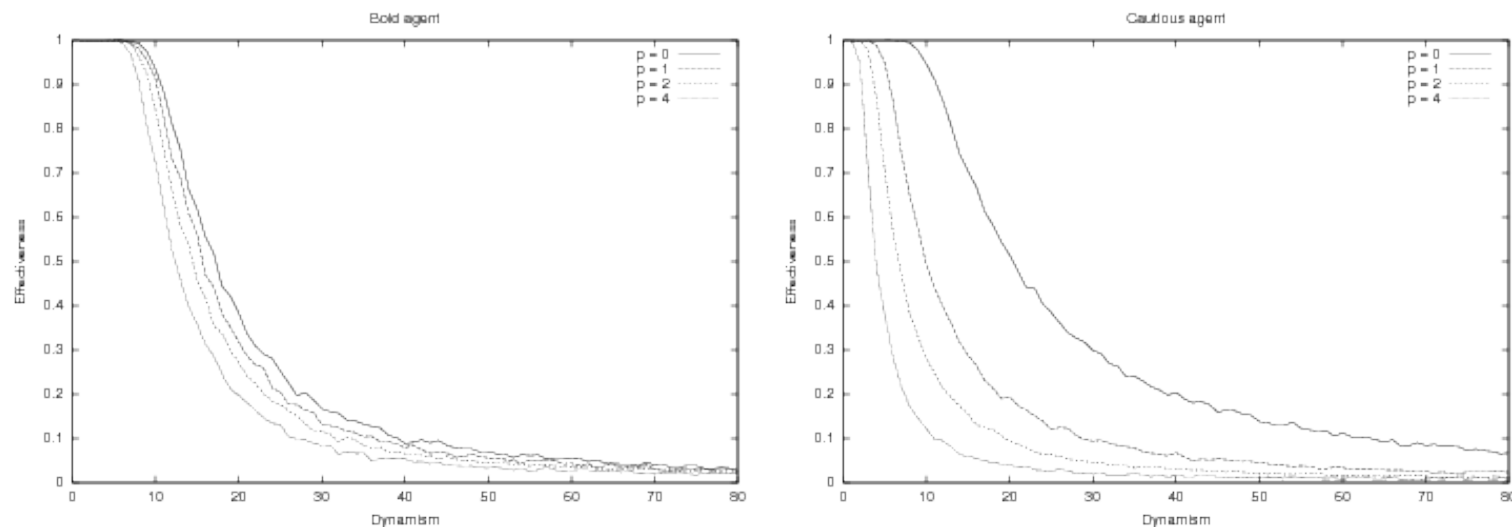 Bold agent
1
0.9
0.8
0.7
0.6
0.5
0.4
0.3
0.2
0.1
0
Effectiveness
0 10 20 30 40 50 60 70 80
Dynamism
p = 0
p = 1
p = 2
p = 4
Cautious agent
1
0.9
0.8
0.7
0.6
0.5
0.4
0.3
0.2
0.1
0
Effectiveness
0 10 20 30 40 50 60 70 80
Dynamism
p = 0
p = 1
p = 2
p = 4